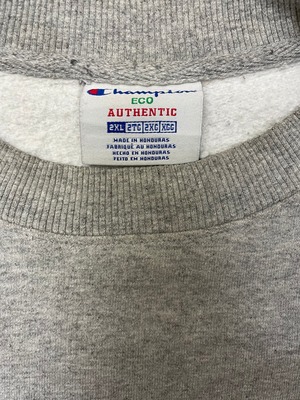 Champion
ECO
AUTHENTIC
2XL 2TG 2XG XGG
MADE IN HONDURAS
FABRIQUÉ AU HONDURAS
HECHO EN HONDURAS
FEITO EM HONDURAS